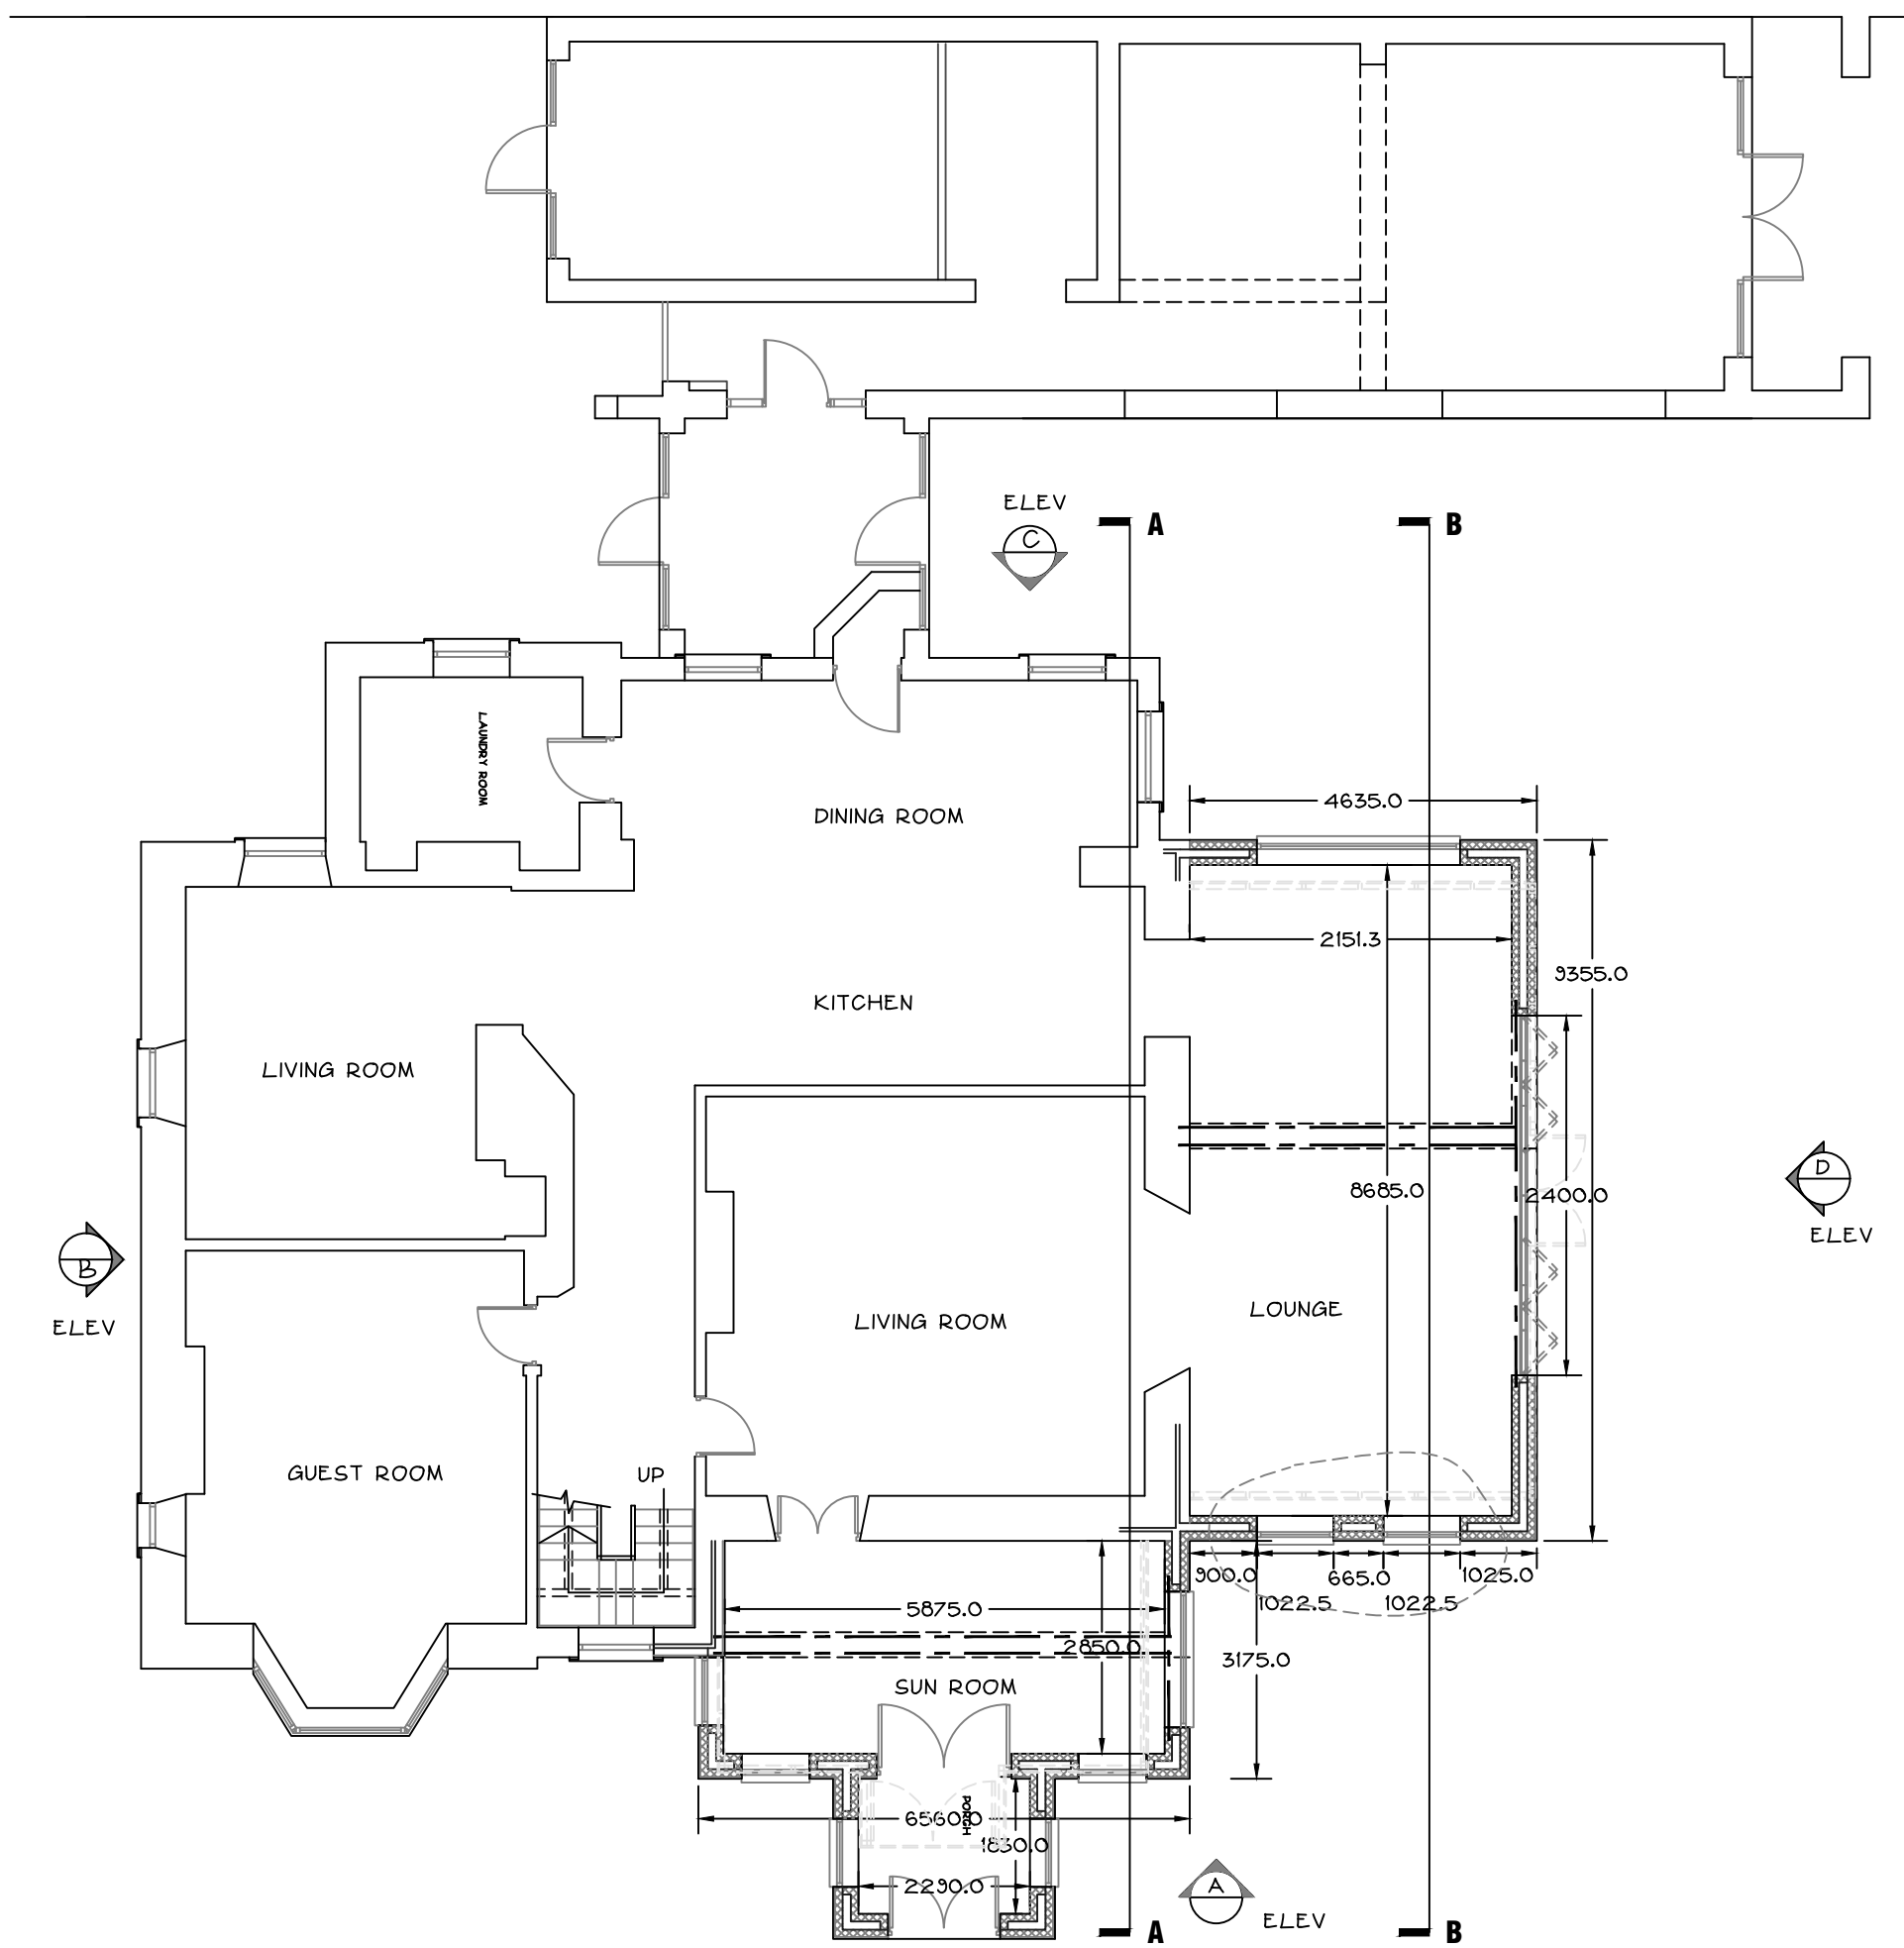 ELEV
C
A
B
LAUNDRY ROOM
DINING ROOM
4635.0
2151.3
9355.0
KITCHEN
LIVING ROOM
D
ELEV
8685.0
2400.0
B
ELEV
LIVING ROOM
LOUNGE
GUEST ROOM
UP
900.0
665.0
1025.0
1022.5
1022.5
5875.0
2850.0
3175.0
SUN ROOM
PORCH
6560.0
1830.0
2290.0
A
ELEV
A
B